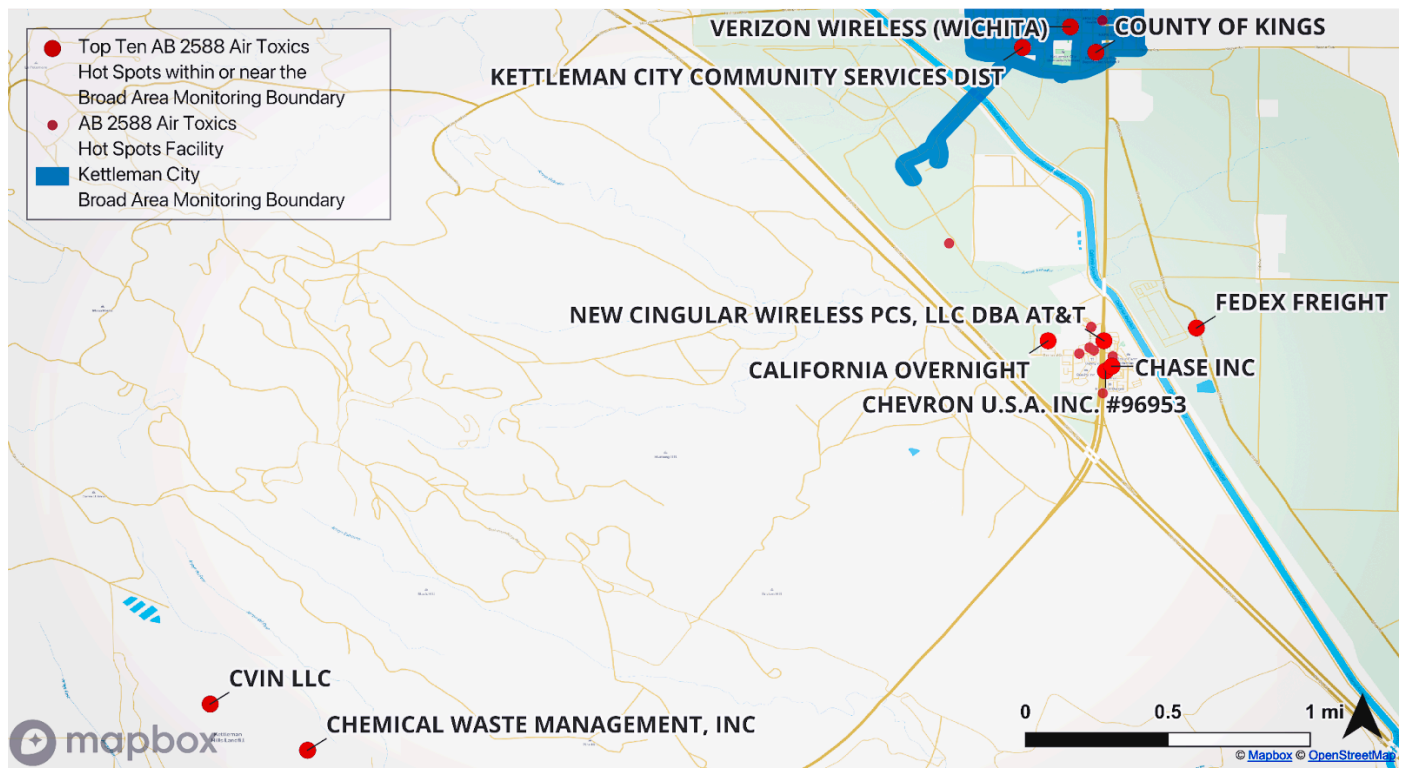 Top Ten AB 2588 Air Toxics
Hot Spots within or near the
Broad Area Monitoring Boundary
AB 2588 Air Toxics
Hot Spots Facility
Kettleman City
Broad Area Monitoring Boundary
VERIZON WIRELESS (WICHITA)
COUNTY OF KINGS
KETTLEMAN CITY COMMUNITY SERVICES DIST
FEDEX FREIGHT
NEW CINGULAR WIRELESS PCS, LLC DBA AT&T
CALIFORNIA OVERNIGHT
CHASE INC
CHEVRON U.S.A. INC. #96953
CVIN LLC
CHEMICAL WASTE MANAGEMENT, INC
0 0.5 1 mi
mapbox
© Mapbox © OpenStreetMap